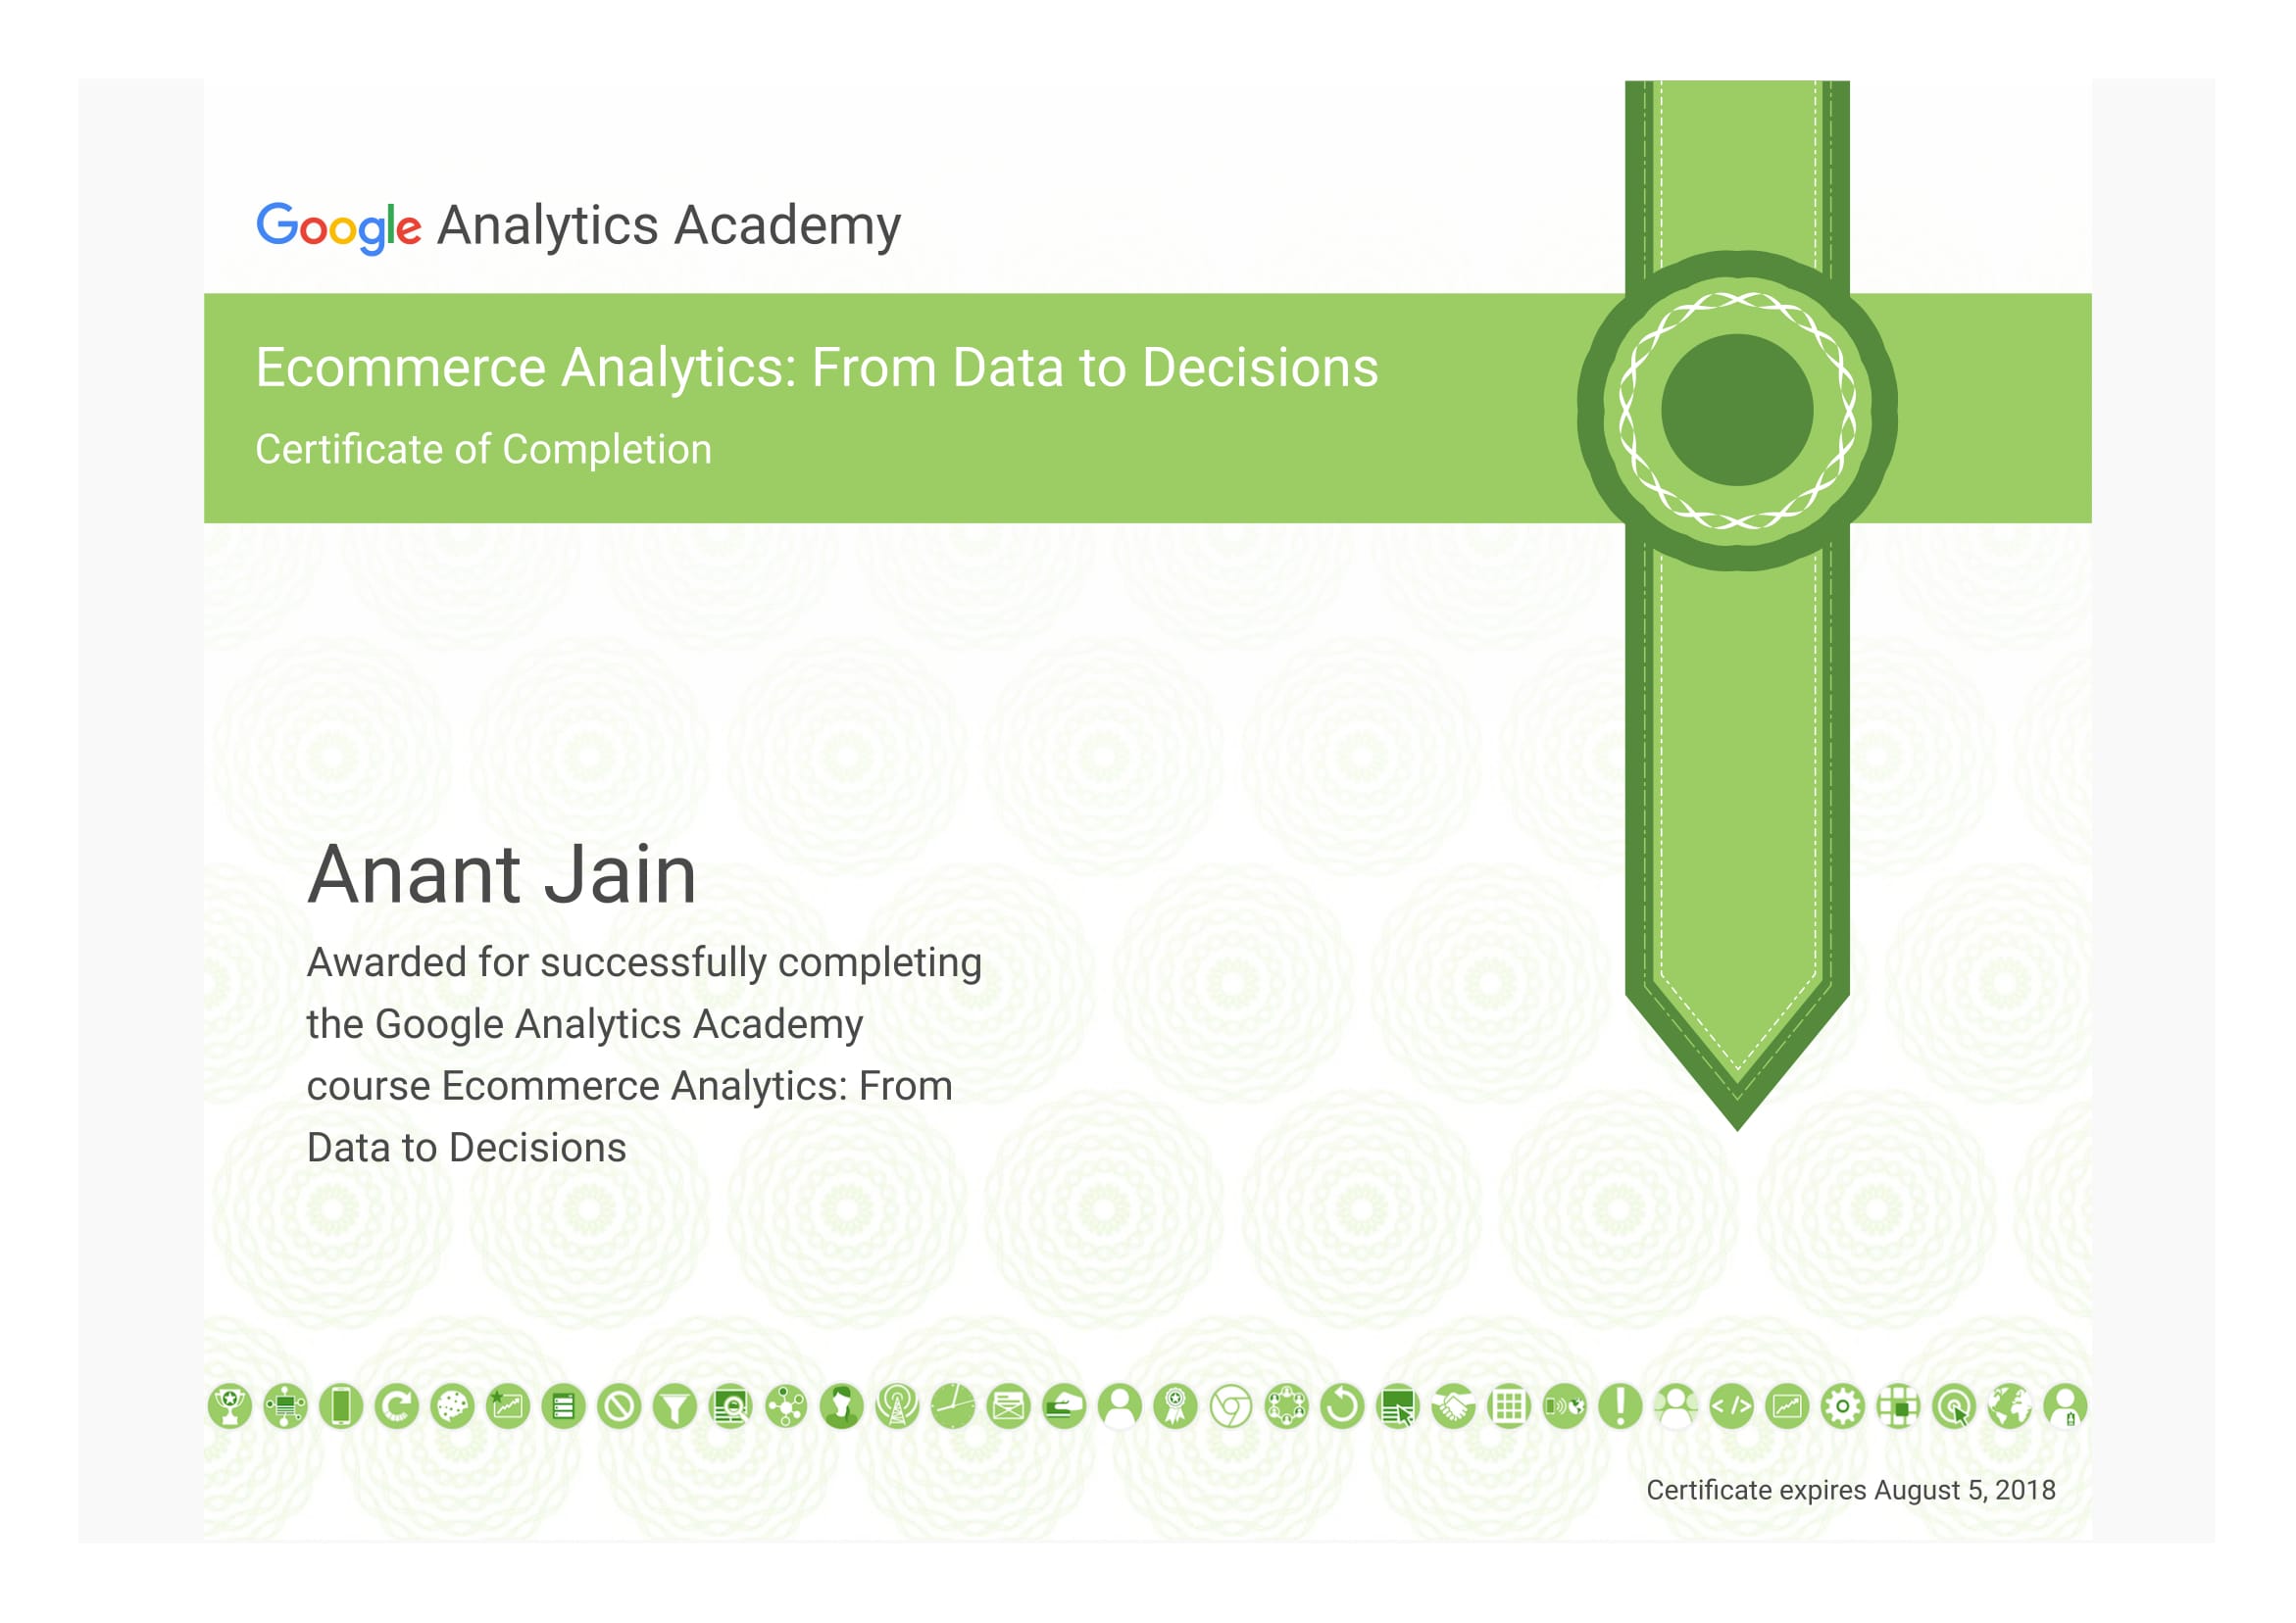 Google Analytics Academy
Ecommerce Analytics: From Data to Decisions
Certificate of Completion
Anant Jain
Awarded for successfully completing
the Google Analytics Academy
course Ecommerce Analytics: From
Data to Decisions
Certificate expires August 5, 2018